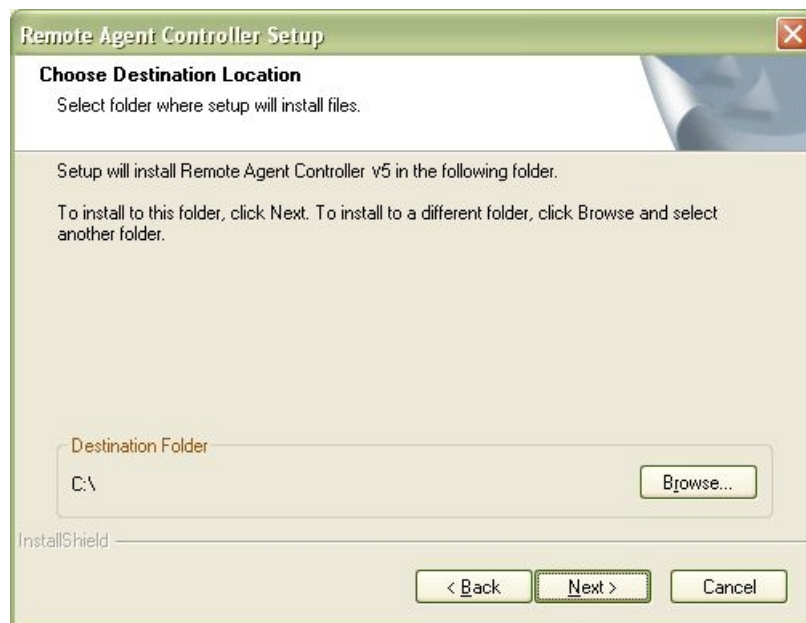 Remote Agent Controller Setup
Choose Destination Location
Select folder where setup will install files.
Setup will install Remote Agent Controller v5 in the following folder.
To install to this folder, click Next. To install to a different folder, click Browse and select
another folder.
Destination Folder
C:\
Browse...
InstallShield
< Back
Next >
Cancel